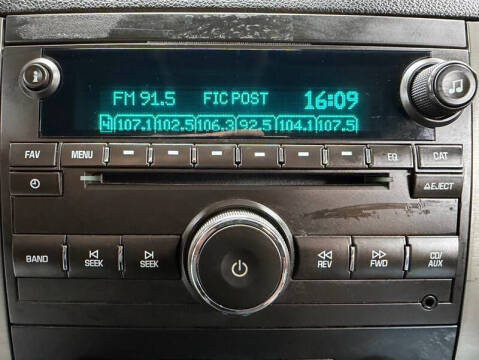 FM 91.5 FIC POST 16:09
4 107.1 102.5 106.3 92.5 104.1 107.5
FAV MENU EQ CAT
EJECT
BAND SEEK SEEK REV FWD CD/AUX